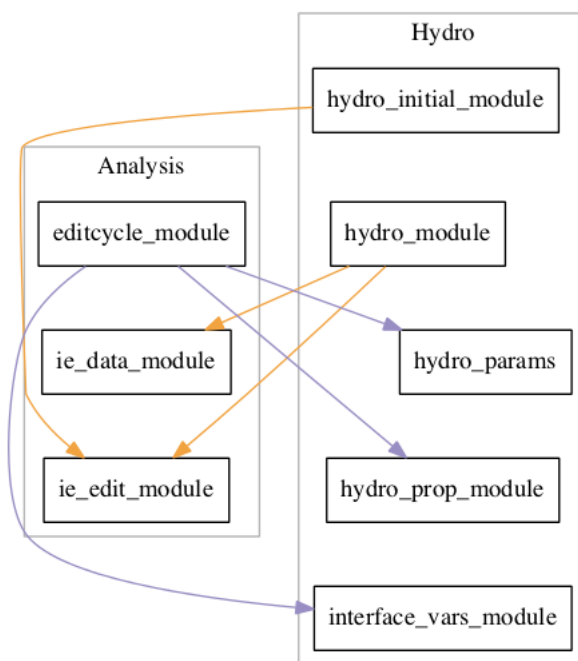 Hydro
hydro_initial_module
Analysis
editcycle_module
hydro_module
ie_data_module
hydro_params
ie_edit_module
hydro_prop_module
interface_vars_module